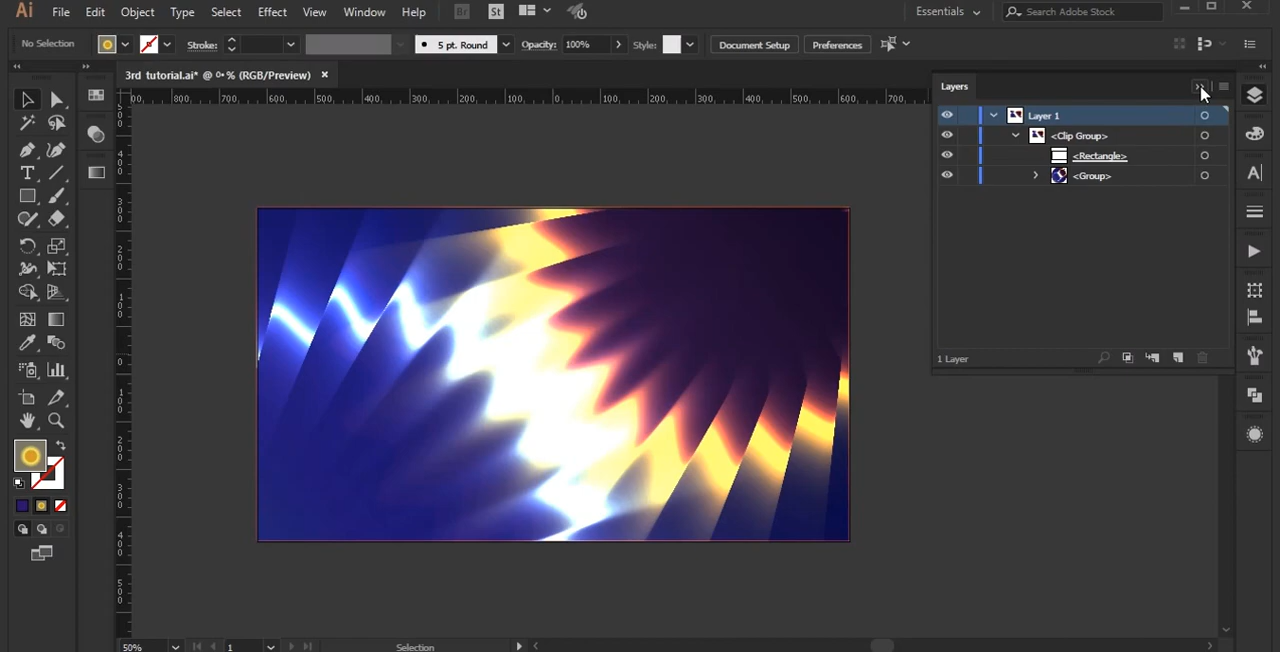 Ai File Edit Object Type Select Effect View Window Help Br St Essentials Search Adobe Stock
No Selection Stroke: 5 pt. Round Opacity: 100% Style: Document Setup Preferences
3rd tutorial.ai* @ 50% (RGB/Preview) ×
Layers
Layer 1
<Clip Group>
<Rectangle>
<Group>
1 Layer
50% 1 Selection